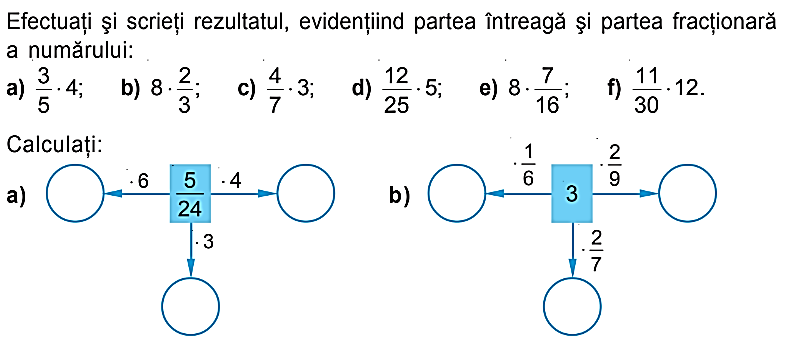 Efectuați și scrieți rezultatul, evidențiind partea întreagă și partea fracționară
a numărului:
a) 3/5 · 4; b) 8 · 2/3; c) 4/7 · 3; d) 12/25 · 5; e) 8 · 7/16; f) 11/30 · 12.
Calculați:
a) · 6 5/24 · 4 b) · 1/6 3 · 2/9
· 3 · 2/7